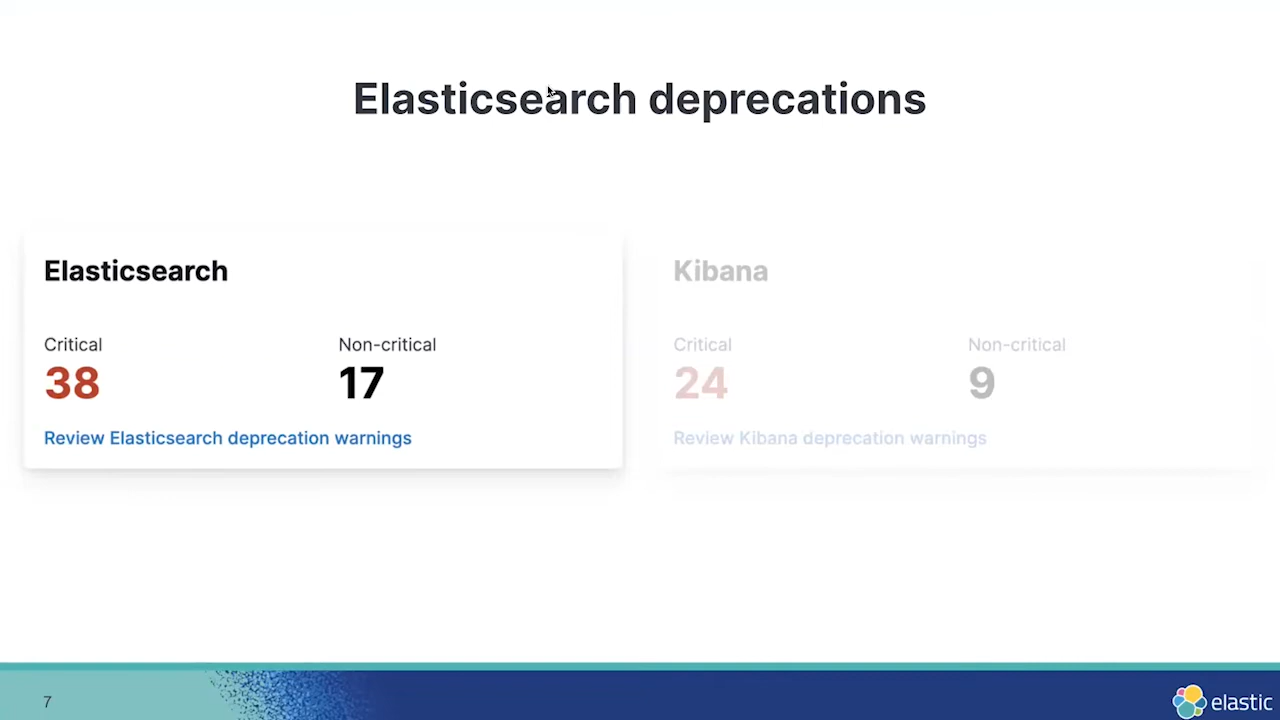 Elasticsearch deprecations
Elasticsearch
Critical
38
Non-critical
17
Review Elasticsearch deprecation warnings
Kibana
Critical
24
Non-critical
9
Review Kibana deprecation warnings
7
elastic